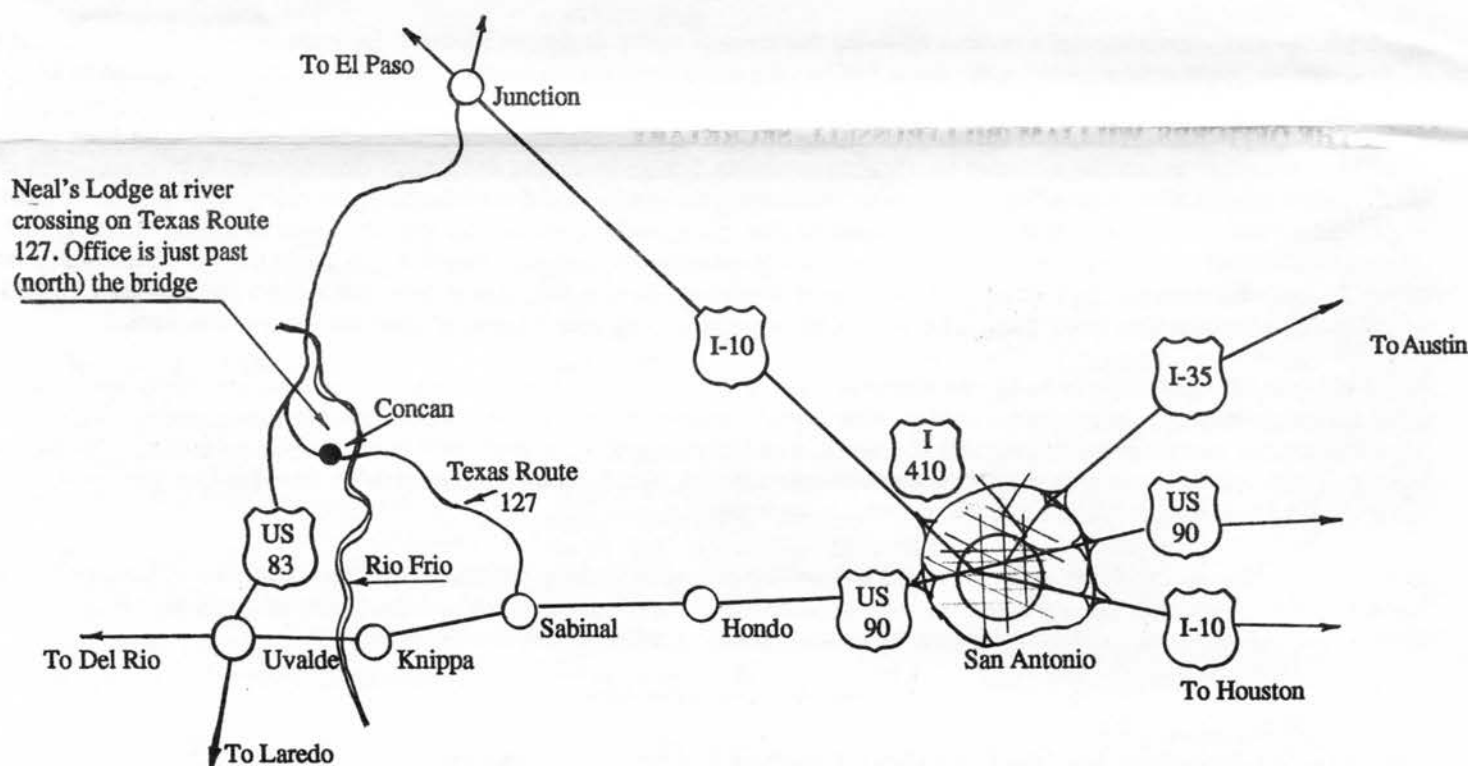 To El Paso
Junction
Neal's Lodge at river
crossing on Texas Route
127. Office is just past
(north) the bridge
I-10
I-35
To Austin
Concan
I
410
Texas Route
127
US
90
US
83
Rio Frio
US
90
Sabinal
Hondo
I-10
To Del Rio
Uvalde
Knippa
San Antonio
To Houston
To Laredo